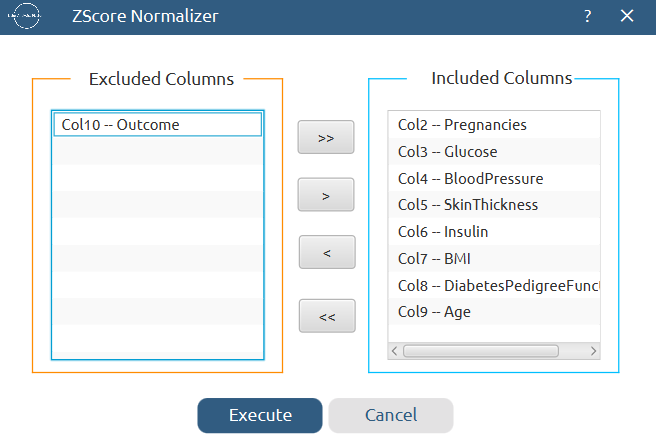 ZScore Normalizer
?
Excluded Columns
Col10 -- Outcome
>>
>
<
<<
Included Columns
Col2 -- Pregnancies
Col3 -- Glucose
Col4 -- BloodPressure
Col5 -- SkinThickness
Col6 -- Insulin
Col7 -- BMI
Col8 -- DiabetesPedigreeFunct
Col9 -- Age
Execute
Cancel